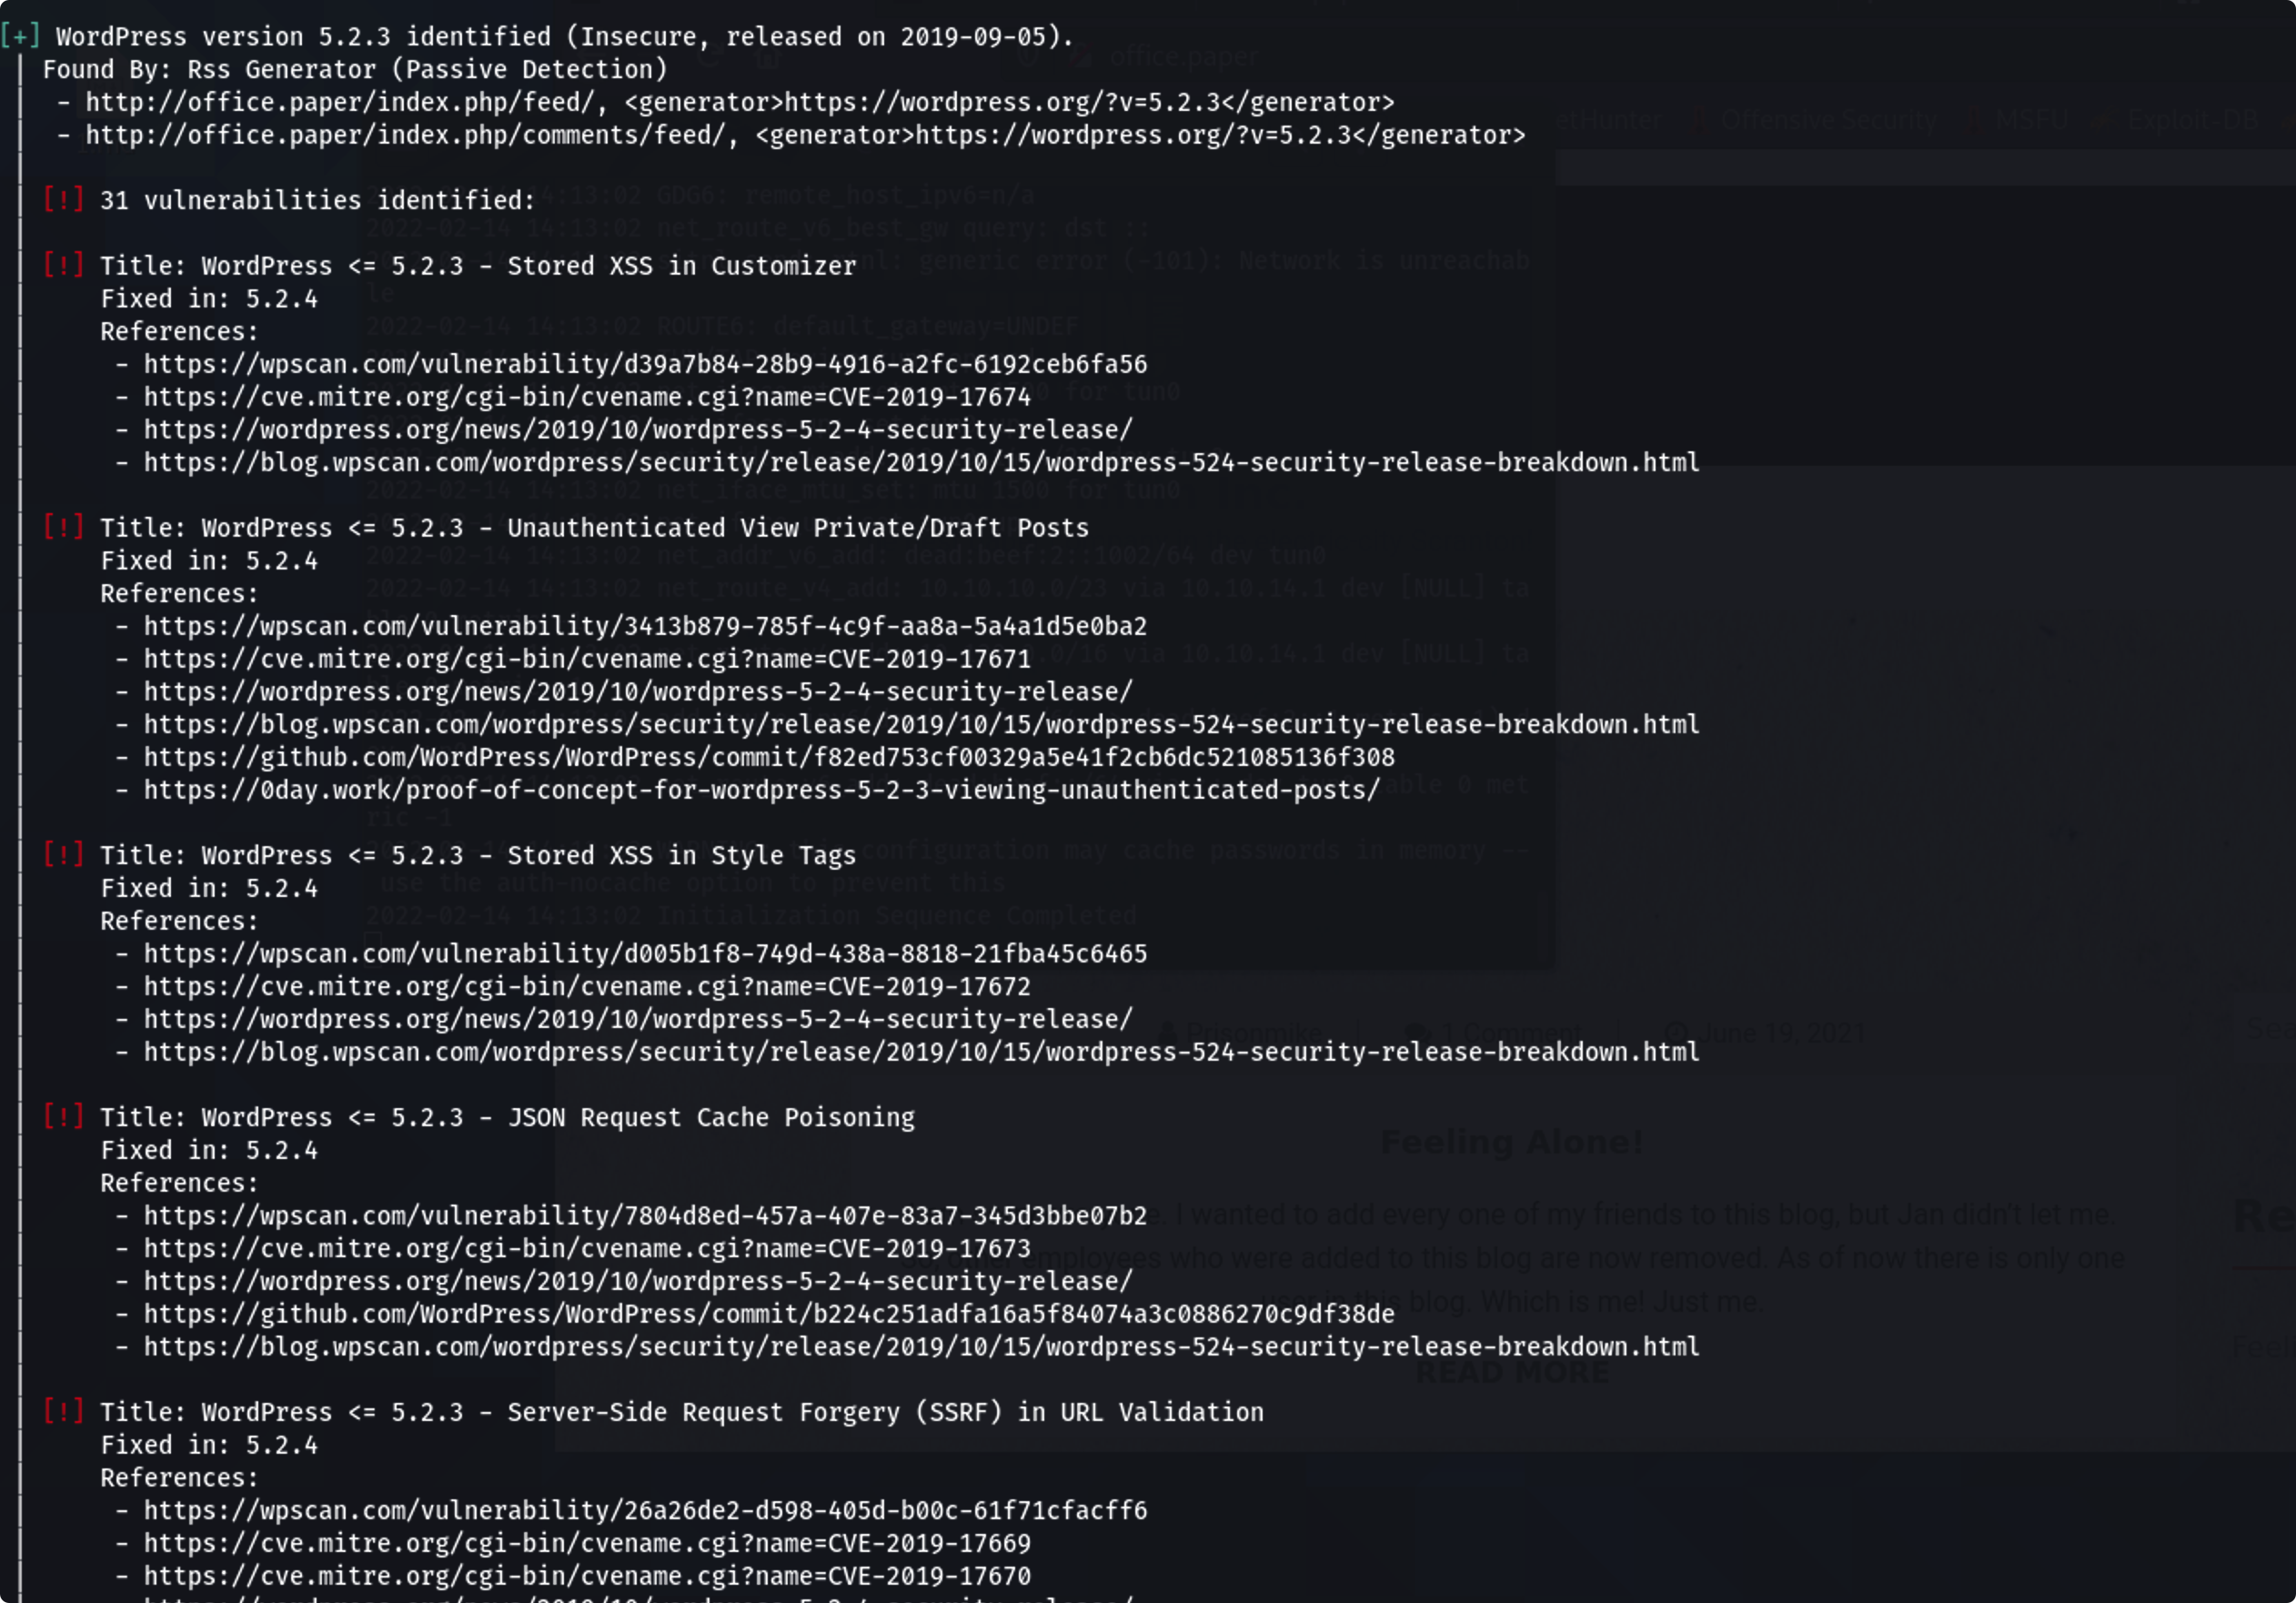 [+] WordPress version 5.2.3 identified (Insecure, released on 2019-09-05).
| Found By: Rss Generator (Passive Detection)
|  - http://office.paper/index.php/feed/, <generator>https://wordpress.org/?v=5.2.3</generator>
|  - http://office.paper/index.php/comments/feed/, <generator>https://wordpress.org/?v=5.2.3</generator>
|
| [!] 31 vulnerabilities identified:
|
| [!] Title: WordPress <= 5.2.3 - Stored XSS in Customizer
|     Fixed in: 5.2.4
|     References:
|      - https://wpscan.com/vulnerability/d39a7b84-28b9-4916-a2fc-6192ceb6fa56
|      - https://cve.mitre.org/cgi-bin/cvename.cgi?name=CVE-2019-17674
|      - https://wordpress.org/news/2019/10/wordpress-5-2-4-security-release/
|      - https://blog.wpscan.com/wordpress/security/release/2019/10/15/wordpress-524-security-release-breakdown.html
|
| [!] Title: WordPress <= 5.2.3 - Unauthenticated View Private/Draft Posts
|     Fixed in: 5.2.4
|     References:
|      - https://wpscan.com/vulnerability/3413b879-785f-4c9f-aa8a-5a4a1d5e0ba2
|      - https://cve.mitre.org/cgi-bin/cvename.cgi?name=CVE-2019-17671
|      - https://wordpress.org/news/2019/10/wordpress-5-2-4-security-release/
|      - https://blog.wpscan.com/wordpress/security/release/2019/10/15/wordpress-524-security-release-breakdown.html
|      - https://github.com/WordPress/WordPress/commit/f82ed753cf00329a5e41f2cb6dc521085136f308
|      - https://0day.work/proof-of-concept-for-wordpress-5-2-3-viewing-unauthenticated-posts/
|
| [!] Title: WordPress <= 5.2.3 - Stored XSS in Style Tags
|     Fixed in: 5.2.4
|     References:
|      - https://wpscan.com/vulnerability/d005b1f8-749d-438a-8818-21fba45c6465
|      - https://cve.mitre.org/cgi-bin/cvename.cgi?name=CVE-2019-17672
|      - https://wordpress.org/news/2019/10/wordpress-5-2-4-security-release/
|      - https://blog.wpscan.com/wordpress/security/release/2019/10/15/wordpress-524-security-release-breakdown.html
|
| [!] Title: WordPress <= 5.2.3 - JSON Request Cache Poisoning
|     Fixed in: 5.2.4
|     References:
|      - https://wpscan.com/vulnerability/7804d8ed-457a-407e-83a7-345d3bbe07b2
|      - https://cve.mitre.org/cgi-bin/cvename.cgi?name=CVE-2019-17673
|      - https://wordpress.org/news/2019/10/wordpress-5-2-4-security-release/
|      - https://github.com/WordPress/WordPress/commit/b224c251adfa16a5f84074a3c0886270c9df38de
|      - https://blog.wpscan.com/wordpress/security/release/2019/10/15/wordpress-524-security-release-breakdown.html
|
| [!] Title: WordPress <= 5.2.3 - Server-Side Request Forgery (SSRF) in URL Validation
|     Fixed in: 5.2.4
|     References:
|      - https://wpscan.com/vulnerability/26a26de2-d598-405d-b00c-61f71cfacff6
|      - https://cve.mitre.org/cgi-bin/cvename.cgi?name=CVE-2019-17669
|      - https://cve.mitre.org/cgi-bin/cvename.cgi?name=CVE-2019-17670